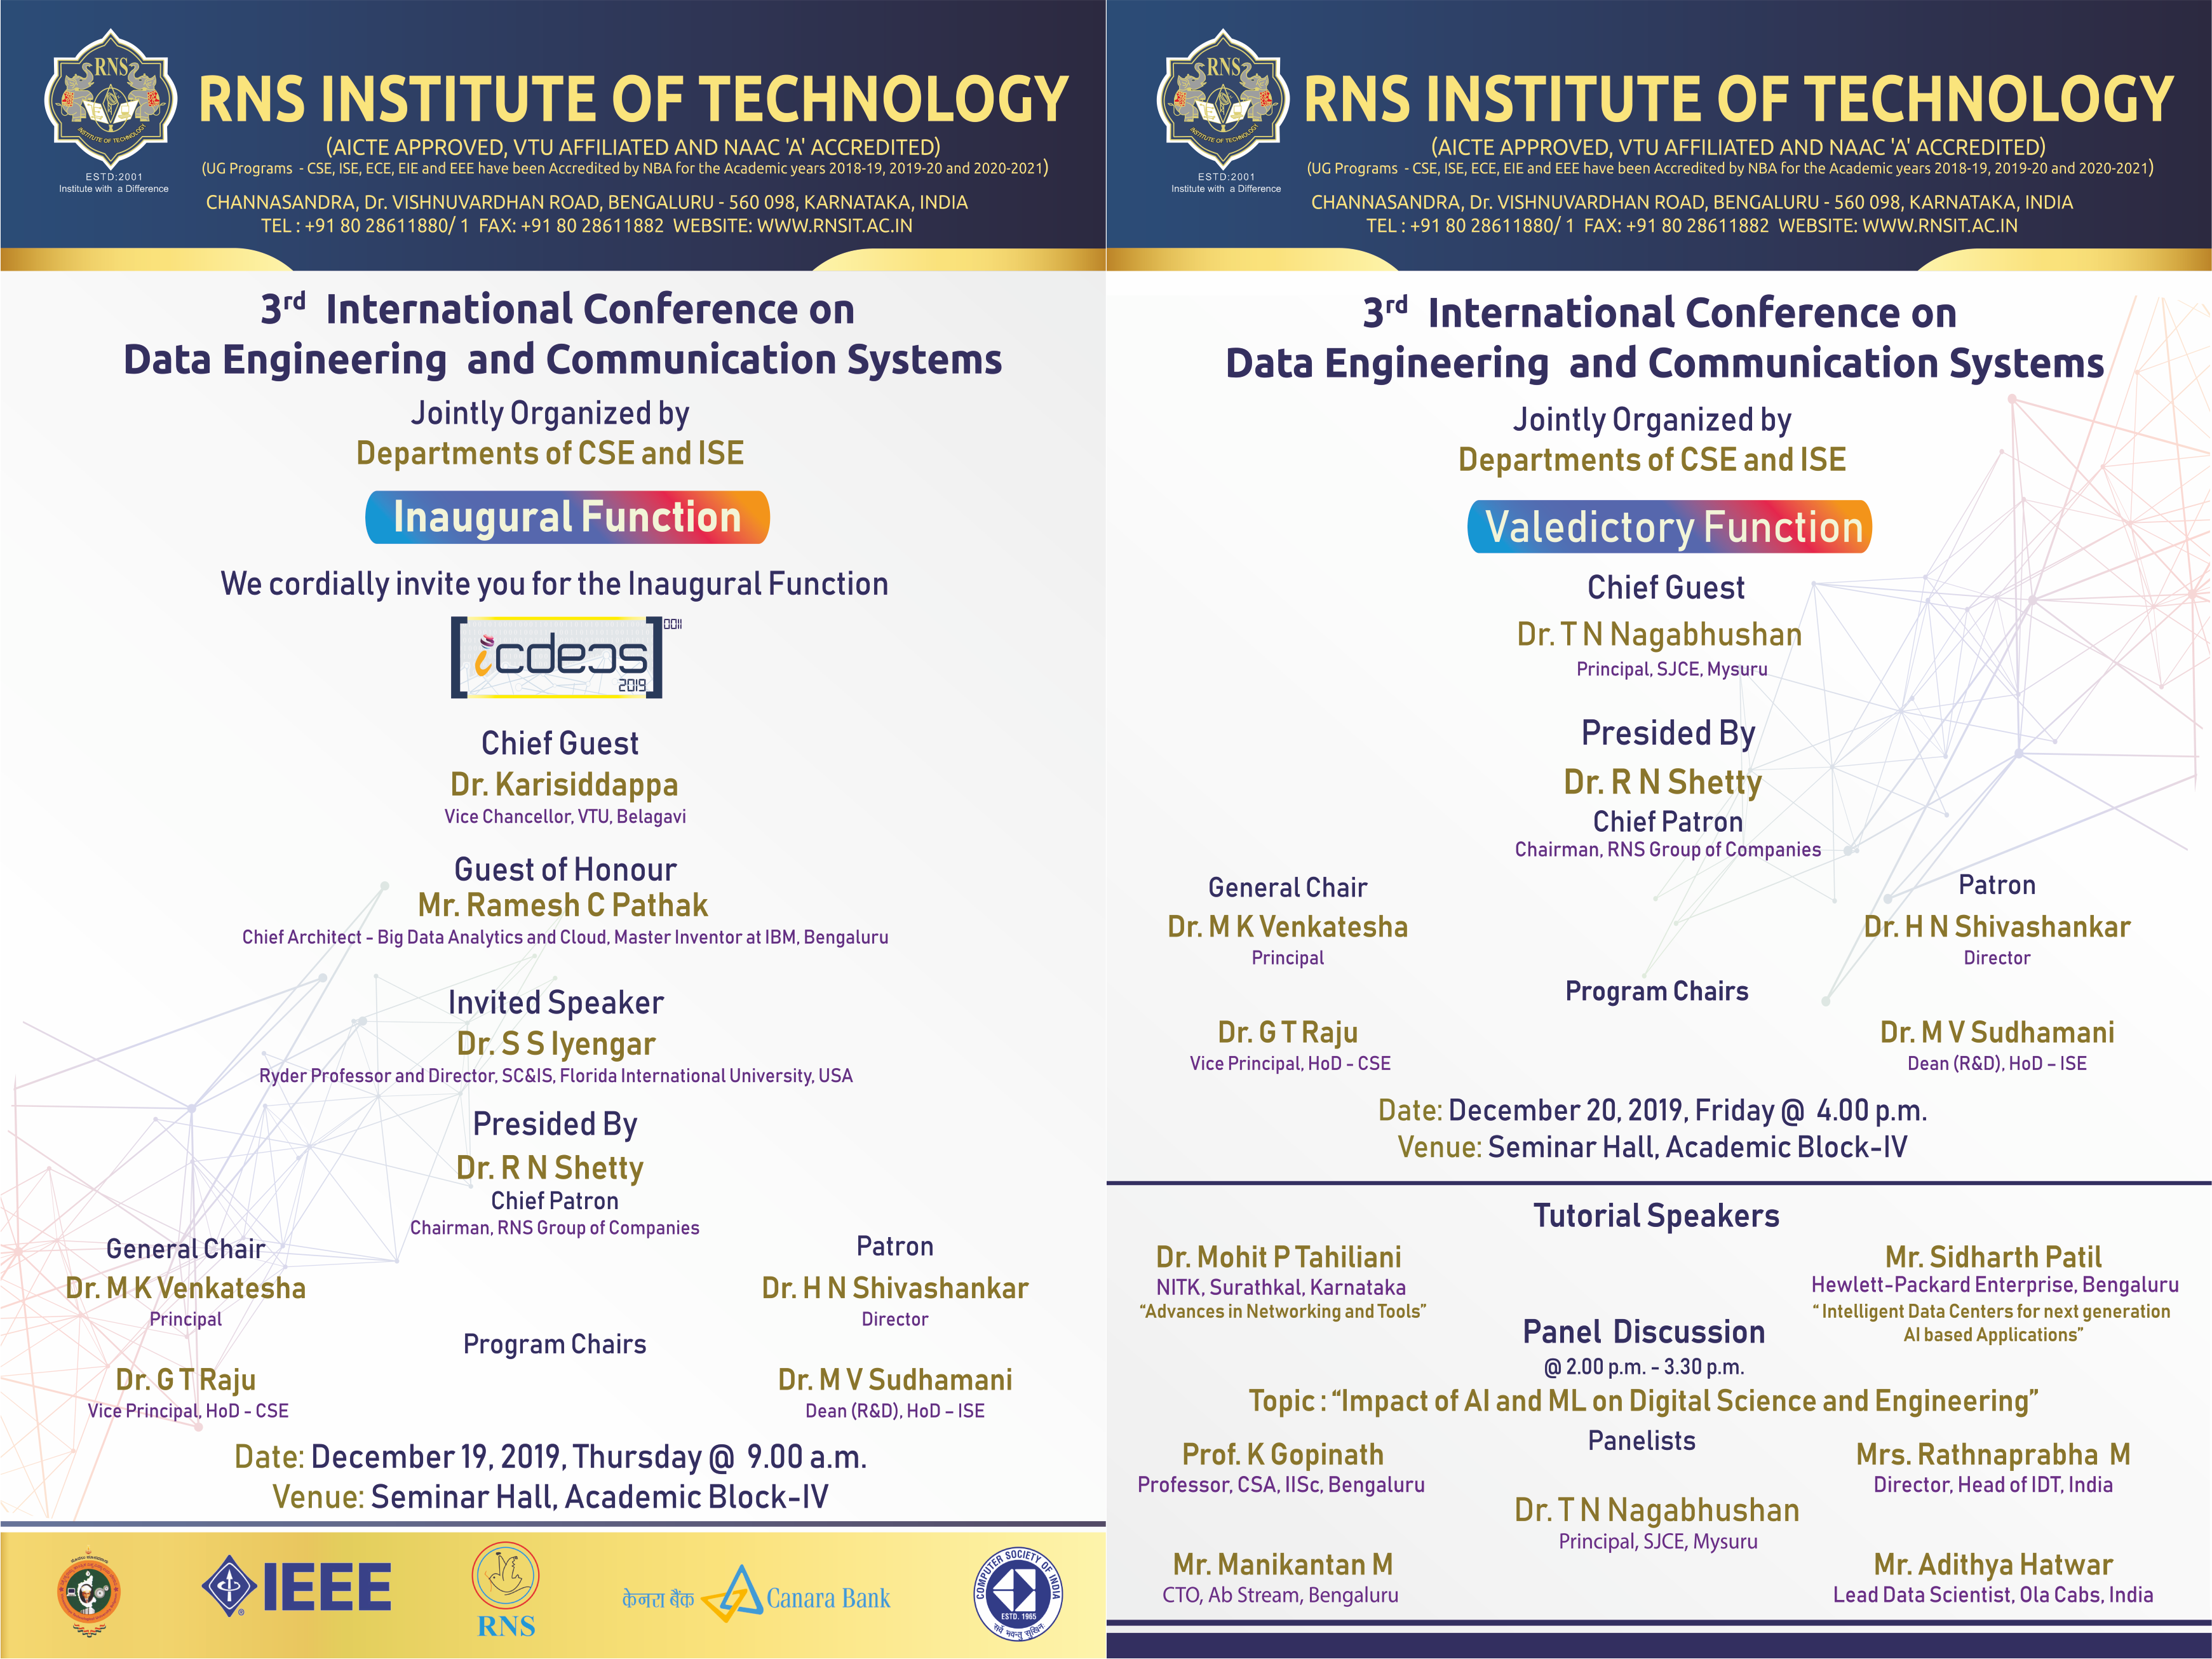 RNS
INSTITUTE OF TECHNOLOGY
ESTD:2001
Institute with a Difference
RNS INSTITUTE OF TECHNOLOGY
(AICTE APPROVED, VTU AFFILIATED AND NAAC 'A' ACCREDITED)
(UG Programs - CSE, ISE, ECE, EIE and EEE have been Accredited by NBA for the Academic years 2018-19, 2019-20 and 2020-2021)
CHANNASANDRA, Dr. VISHNUVARDHAN ROAD, BENGALURU - 560 098, KARNATAKA, INDIA
TEL : +91 80 28611880/ 1 FAX: +91 80 28611882 WEBSITE: WWW.RNSIT.AC.IN
3rd International Conference on
Data Engineering and Communication Systems
Jointly Organized by
Departments of CSE and ISE
Inaugural Function
We cordially invite you for the Inaugural Function
icdecs
0011
2019
Chief Guest
Dr. Karisiddappa
Vice Chancellor, VTU, Belagavi
Guest of Honour
Mr. Ramesh C Pathak
Chief Architect - Big Data Analytics and Cloud, Master Inventor at IBM, Bengaluru
Invited Speaker
Dr. S S Iyengar
Ryder Professor and Director, SC&IS, Florida International University, USA
Presided By
Dr. R N Shetty
Chief Patron
Chairman, RNS Group of Companies
General Chair
Dr. M K Venkatesha
Principal
Patron
Dr. H N Shivashankar
Director
Program Chairs
Dr. G T Raju
Vice Principal, HoD - CSE
Dr. M V Sudhamani
Dean (R&D), HoD – ISE
Date: December 19, 2019, Thursday @ 9.00 a.m.
Venue: Seminar Hall, Academic Block-IV
IEEE
RNS
केनरा बैंक Canara Bank
COMPUTER SOCIETY OF INDIA
ESTD. 1965
सर्वे भवन्तु सुखिनः
RNS
INSTITUTE OF TECHNOLOGY
ESTD:2001
Institute with a Difference
RNS INSTITUTE OF TECHNOLOGY
(AICTE APPROVED, VTU AFFILIATED AND NAAC 'A' ACCREDITED)
(UG Programs - CSE, ISE, ECE, EIE and EEE have been Accredited by NBA for the Academic years 2018-19, 2019-20 and 2020-2021)
CHANNASANDRA, Dr. VISHNUVARDHAN ROAD, BENGALURU - 560 098, KARNATAKA, INDIA
TEL : +91 80 28611880/ 1 FAX: +91 80 28611882 WEBSITE: WWW.RNSIT.AC.IN
3rd International Conference on
Data Engineering and Communication Systems
Jointly Organized by
Departments of CSE and ISE
Valedictory Function
Chief Guest
Dr. T N Nagabhushan
Principal, SJCE, Mysuru
Presided By
Dr. R N Shetty
Chief Patron
Chairman, RNS Group of Companies
General Chair
Dr. M K Venkatesha
Principal
Patron
Dr. H N Shivashankar
Director
Program Chairs
Dr. G T Raju
Vice Principal, HoD - CSE
Dr. M V Sudhamani
Dean (R&D), HoD – ISE
Date: December 20, 2019, Friday @ 4.00 p.m.
Venue: Seminar Hall, Academic Block-IV
Tutorial Speakers
Dr. Mohit P Tahiliani
NITK, Surathkal, Karnataka
“Advances in Networking and Tools”
Mr. Sidharth Patil
Hewlett-Packard Enterprise, Bengaluru
“ Intelligent Data Centers for next generation
AI based Applications”
Panel Discussion
@ 2.00 p.m. - 3.30 p.m.
Topic : “Impact of AI and ML on Digital Science and Engineering”
Panelists
Prof. K Gopinath
Professor, CSA, IISc, Bengaluru
Mrs. Rathnaprabha M
Director, Head of IDT, India
Dr. T N Nagabhushan
Principal, SJCE, Mysuru
Mr. Manikantan M
CTO, Ab Stream, Bengaluru
Mr. Adithya Hatwar
Lead Data Scientist, Ola Cabs, India